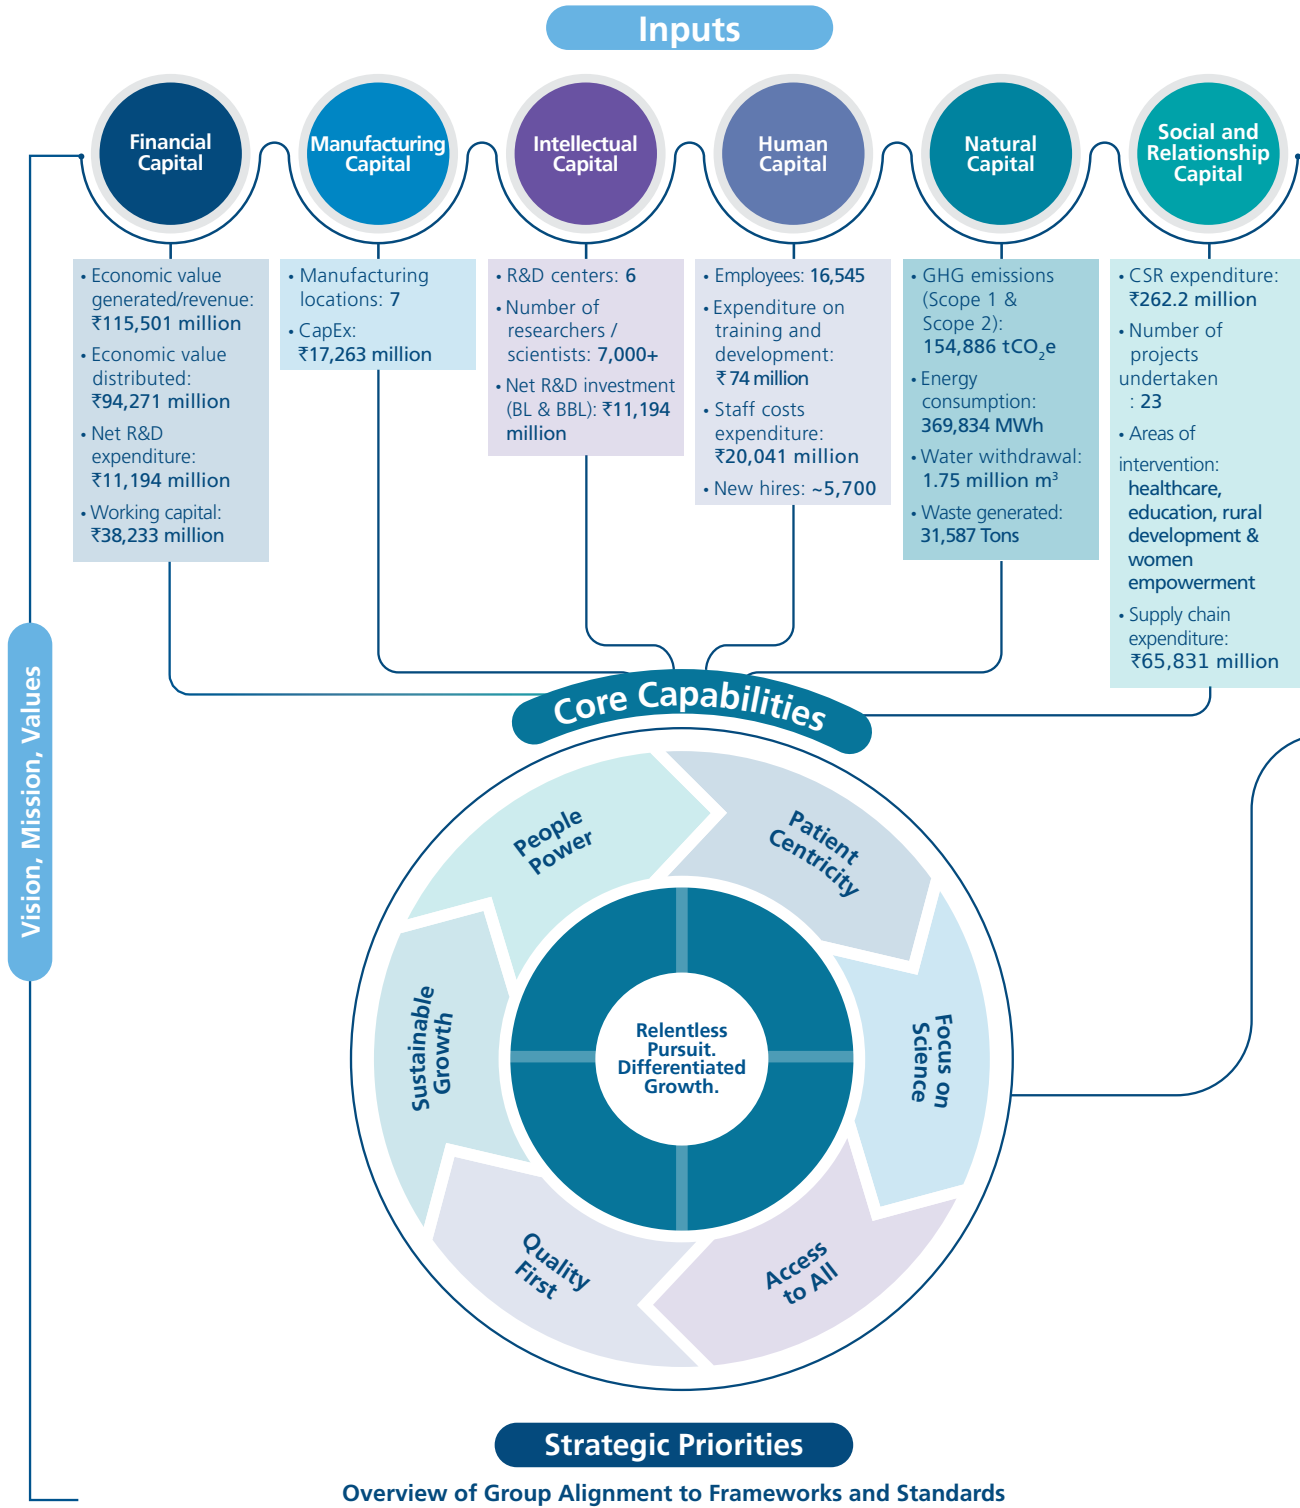 Inputs
Financial
Capital
Manufacturing
Capital
Intellectual
Capital
Human
Capital
Natural
Capital
Social and
Relationship
Capital
• Economic value
generated/revenue:
₹115,501 million
• Economic value
distributed:
₹94,271 million
• Net R&D
expenditure:
₹11,194 million
• Working capital:
₹38,233 million
• Manufacturing
locations: 7
• CapEx:
₹17,263 million
• R&D centers: 6
• Number of
researchers /
scientists: 7,000+
• Net R&D investment
(BL & BBL): ₹11,194
million
• Employees: 16,545
• Expenditure on
training and
development:
₹ 74 million
• Staff costs
expenditure:
₹20,041 million
• New hires: ~5,700
• GHG emissions
(Scope 1 &
Scope 2):
154,886 tCO₂e
• Energy
consumption:
369,834 MWh
• Water withdrawal:
1.75 million m³
• Waste generated:
31,587 Tons
• CSR expenditure:
₹262.2 million
• Number of
projects
undertaken
: 23
• Areas of
intervention:
healthcare,
education, rural
development &
women
empowerment
• Supply chain
expenditure:
₹65,831 million
Vision, Mission, Values
Core Capabilities
People
Power
Patient
Centricity
Focus on
Science
Access
to All
Quality
First
Sustainable
Growth
Relentless
Pursuit.
Differentiated
Growth.
Strategic Priorities
Overview of Group Alignment to Frameworks and Standards